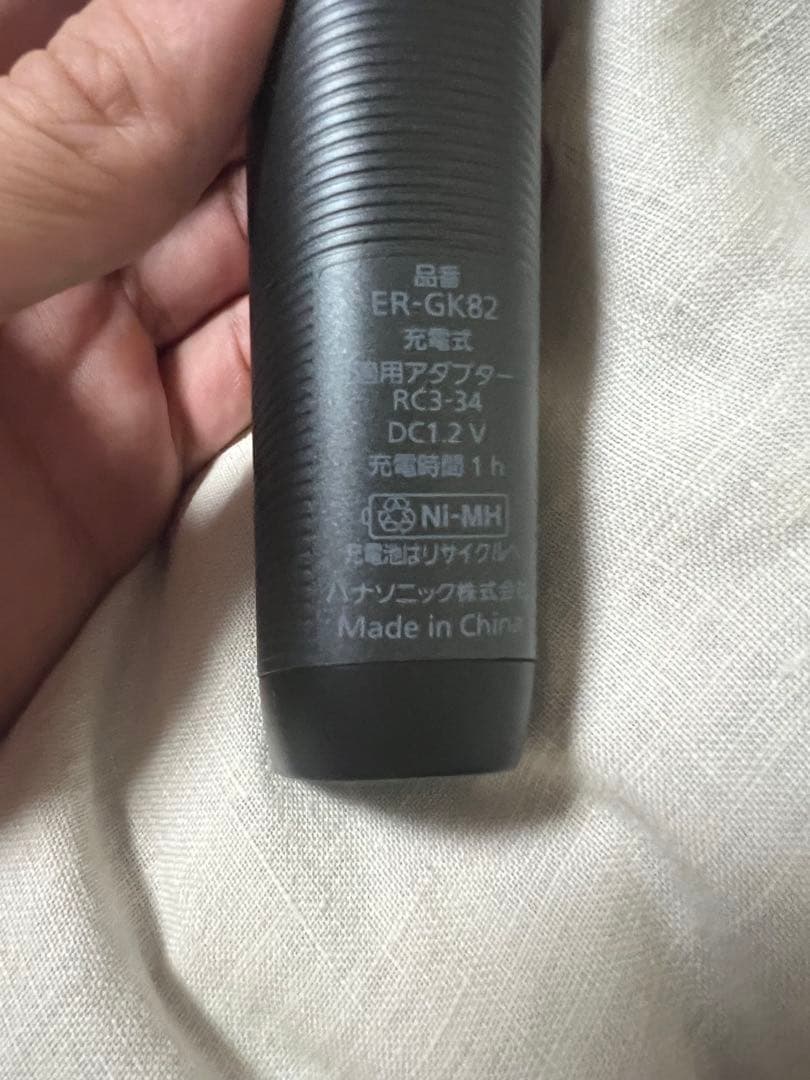 品番
ER-GK82
充電式
適用アダプター
RC3-34
DC1.2 V
充電時間 1 h
Ni-MH
充電池はリサイクルへ
パナソニック株式会社
Made in China